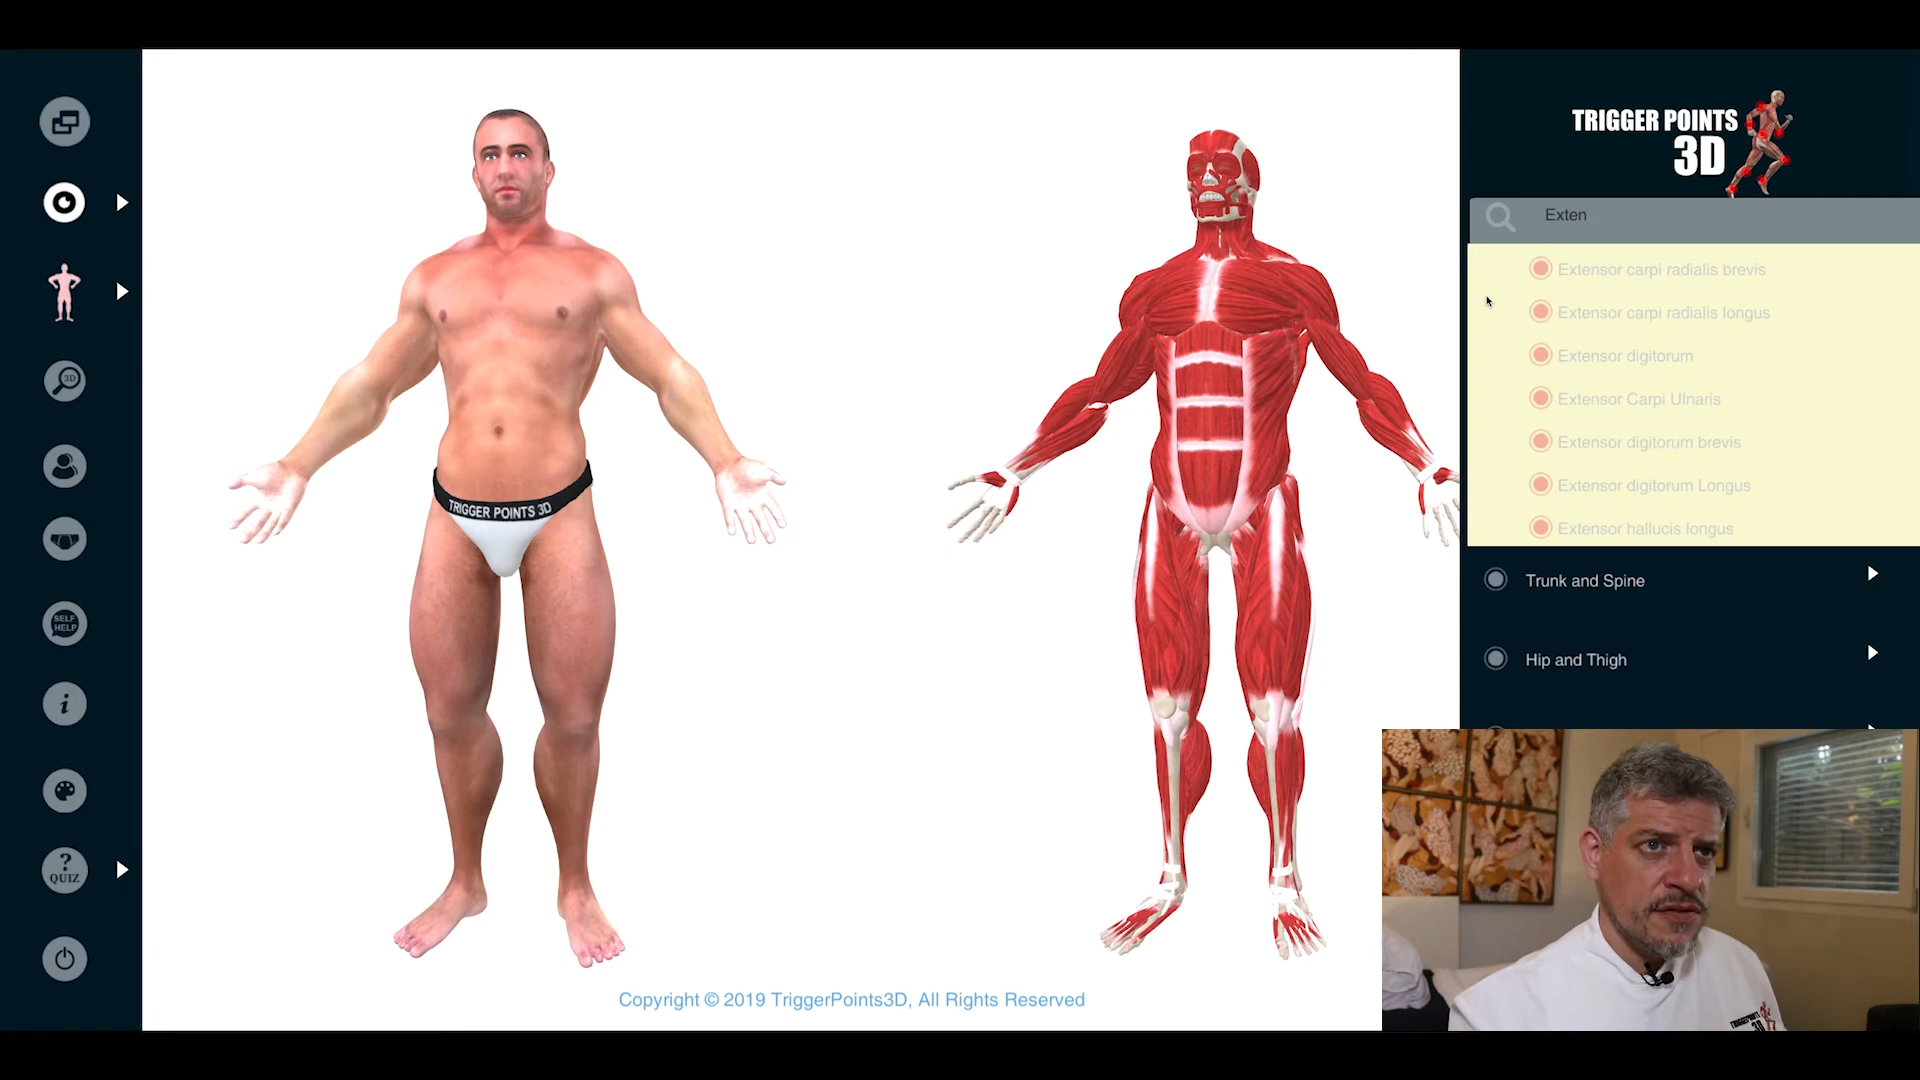 TRIGGER POINTS
3D
Exten
Extensor carpi radialis brevis
Extensor carpi radialis longus
Extensor digitorum
Extensor Carpi Ulnaris
Extensor digitorum brevis
Extensor digitorum Longus
Extensor hallucis longus
Trunk and Spine
Hip and Thigh
3D
SELF
HELP
i
?
QUIZ
TRIGGER POINTS 3D
Copyright © 2019 TriggerPoints3D, All Rights Reserved